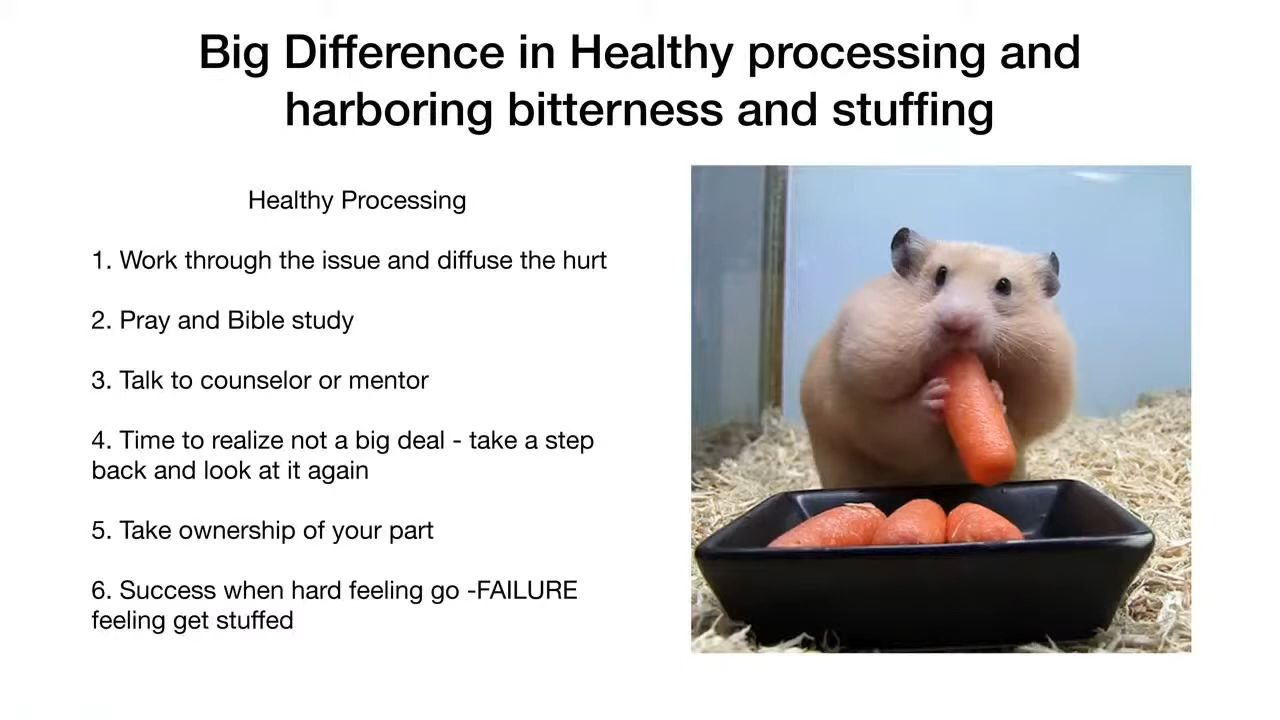 Big Difference in Healthy processing and
harboring bitterness and stuffing
Healthy Processing
1. Work through the issue and diffuse the hurt
2. Pray and Bible study
3. Talk to counselor or mentor
4. Time to realize not a big deal - take a step
back and look at it again
5. Take ownership of your part
6. Success when hard feeling go -FAILURE
feeling get stuffed